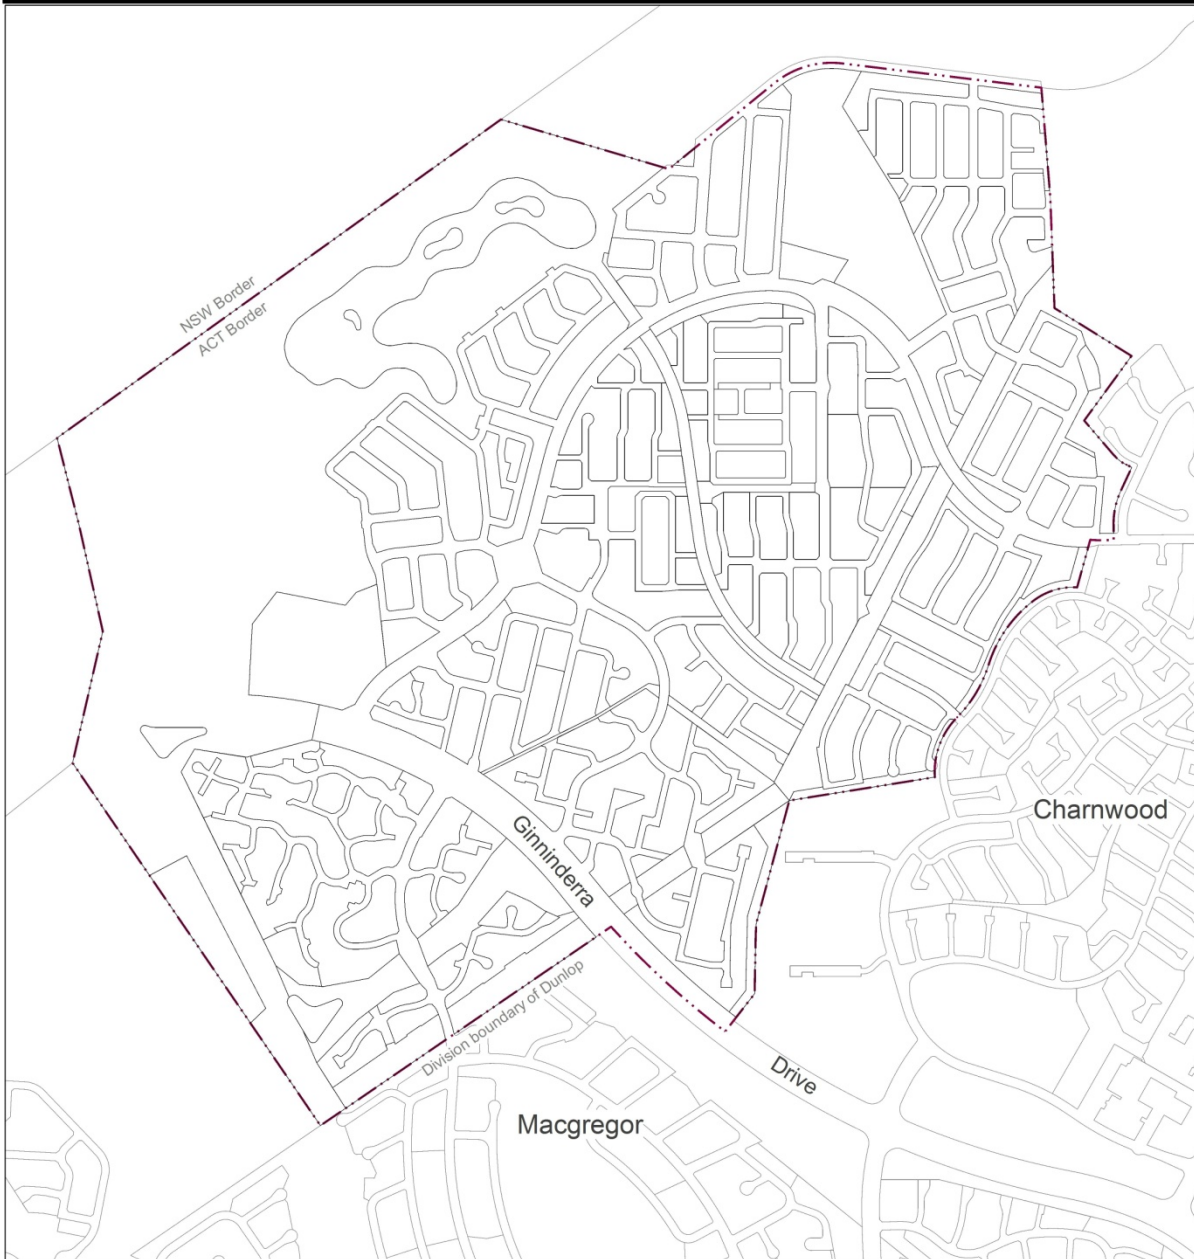 NSW Border
ACT Border
Charnwood
Ginninderra
Division boundary of Dunlop
Drive
Macgregor